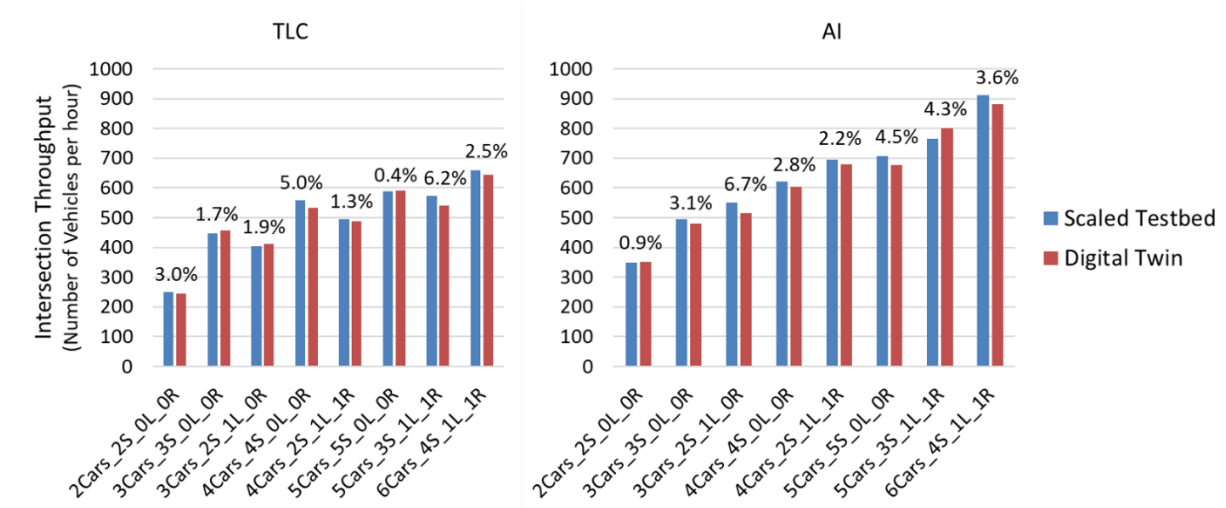 TLC
Intersection Throughput
(Number of Vehicles per hour)
1000
900
800
700
600
500
400
300
200
100
0
3.0%
1.7%
1.9%
5.0%
1.3%
0.4%
6.2%
2.5%
2Cars_2S_0L_0R
3Cars_3S_0L_0R
3Cars_2S_1L_0R
4Cars_4S_0L_0R
4Cars_2S_1L_1R
5Cars_5S_0L_0R
5Cars_3S_1L_1R
6Cars_4S_1L_1R
AI
1000
900
800
700
600
500
400
300
200
100
0
0.9%
3.1%
6.7%
2.8%
2.2%
4.5%
4.3%
3.6%
2Cars_2S_0L_0R
3Cars_3S_0L_0R
3Cars_2S_1L_0R
4Cars_4S_0L_0R
4Cars_2S_1L_1R
5Cars_5S_0L_0R
5Cars_3S_1L_1R
6Cars_4S_1L_1R
Scaled Testbed
Digital Twin